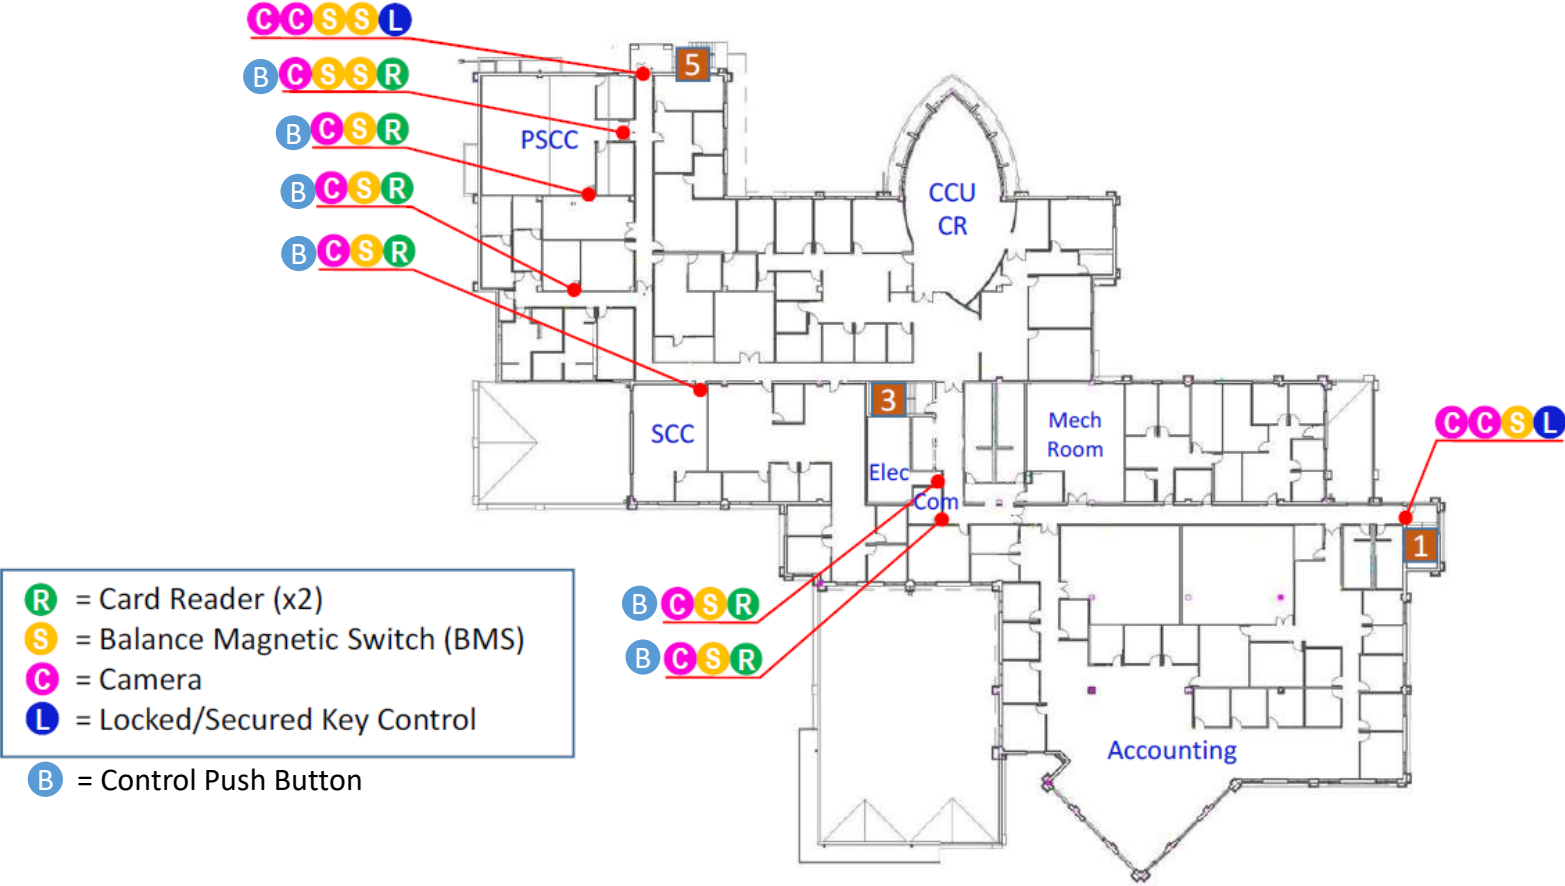 C C S S L
5
B C S S R
PSCC
B C S R
B C S R
CCU
CR
B C S R
3
SCC
Mech
Room
C C S L
Elec
Com
1
B C S R
B C S R
R = Card Reader (x2)
S = Balance Magnetic Switch (BMS)
C = Camera
L = Locked/Secured Key Control
B = Control Push Button
Accounting